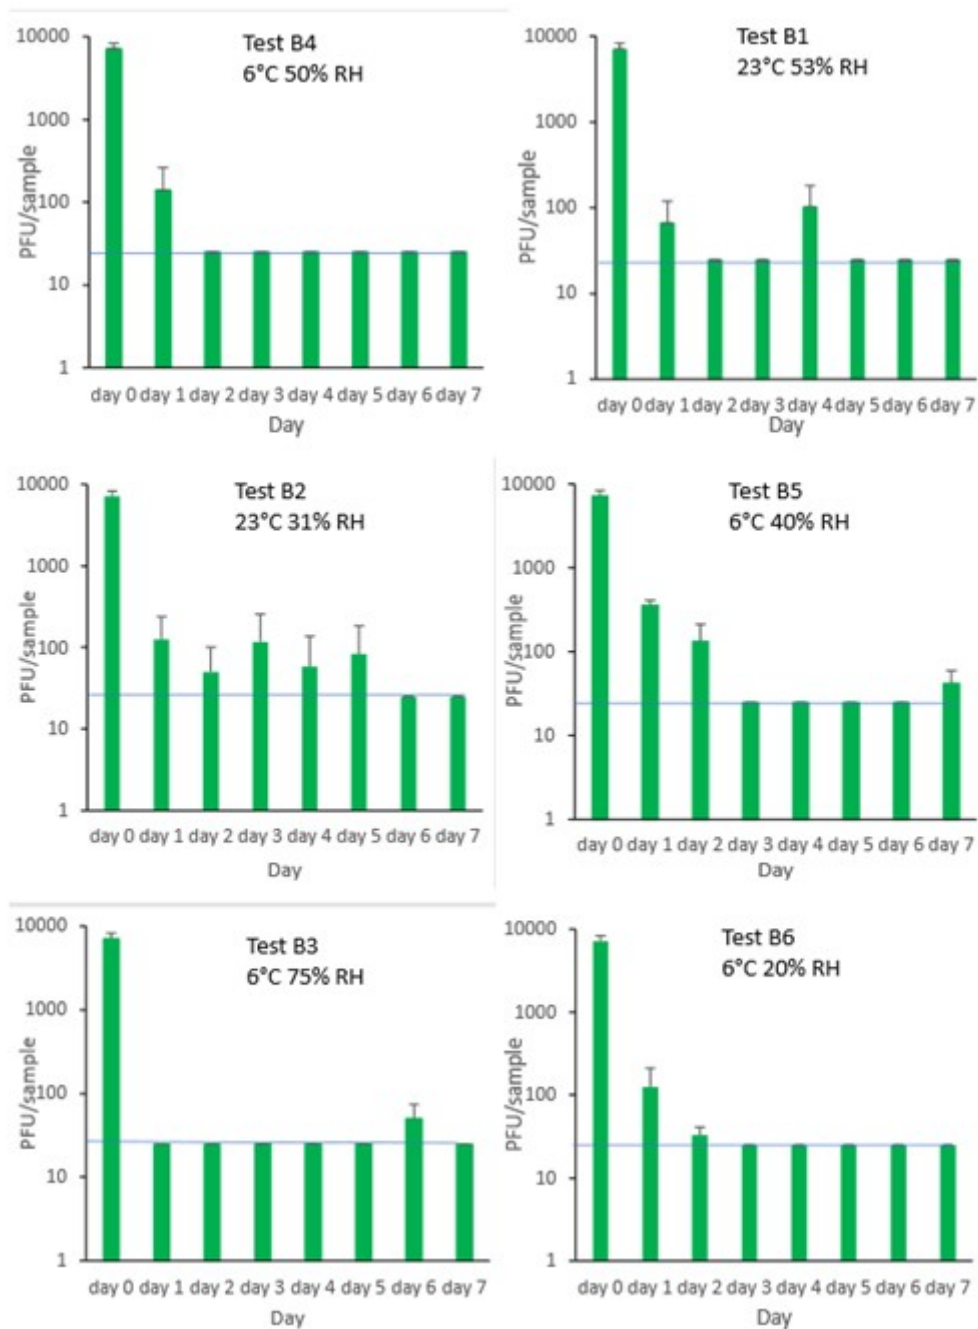 Test B4
6°C 50% RH
10000
1000
100
10
1
PFU/sample
day 0 day 1 day 2 day 3 day 4 day 5 day 6 day 7
Day
Test B1
23°C 53% RH
10000
1000
100
10
1
PFU/sample
day 0 day 1 day 2 day 3 day 4 day 5 day 6 day 7
Day
Test B2
23°C 31% RH
10000
1000
100
10
1
PFU/sample
day 0 day 1 day 2 day 3 day 4 day 5 day 6 day 7
Day
Test B5
6°C 40% RH
10000
1000
100
10
1
PFU/sample
day 0 day 1 day 2 day 3 day 4 day 5 day 6 day 7
Day
Test B3
6°C 75% RH
10000
1000
100
10
1
PFU/sample
day 0 day 1 day 2 day 3 day 4 day 5 day 6 day 7
Day
Test B6
6°C 20% RH
10000
1000
100
10
1
PFU/sample
day 0 day 1 day 2 day 3 day 4 day 5 day 6 day 7
Day